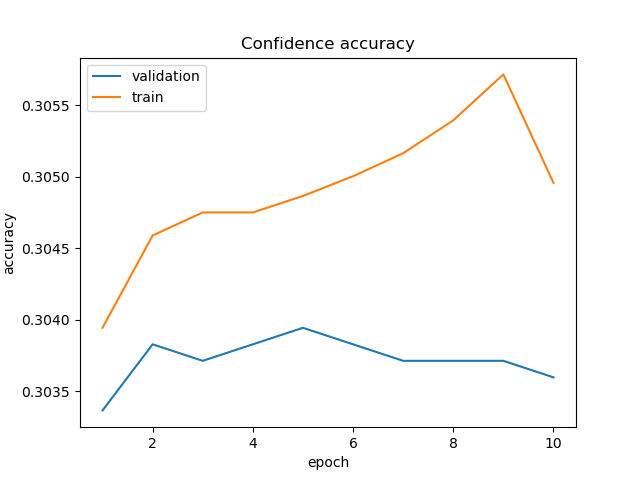 Confidence accuracy
validation
train
0.3055
0.3050
0.3045
0.3040
0.3035
accuracy
2 4 6 8 10
epoch